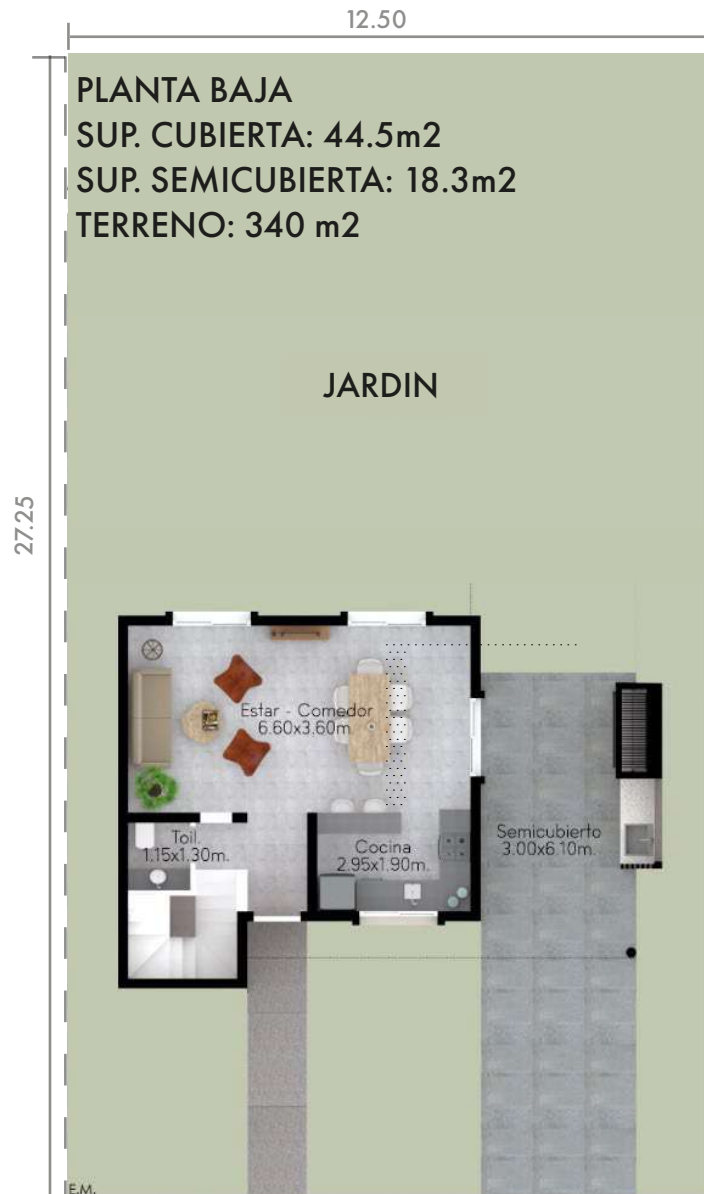 12.50
PLANTA BAJA
SUP. CUBIERTA: 44.5m2
SUP. SEMICUBIERTA: 18.3m2
TERRENO: 340 m2
JARDIN
27.25
Estar - Comedor
6.60x3.60m.
Toil.
1.15x1.30m.
Cocina
2.95x1.90m.
Semicubierto
3.00x6.10m.
E.M.